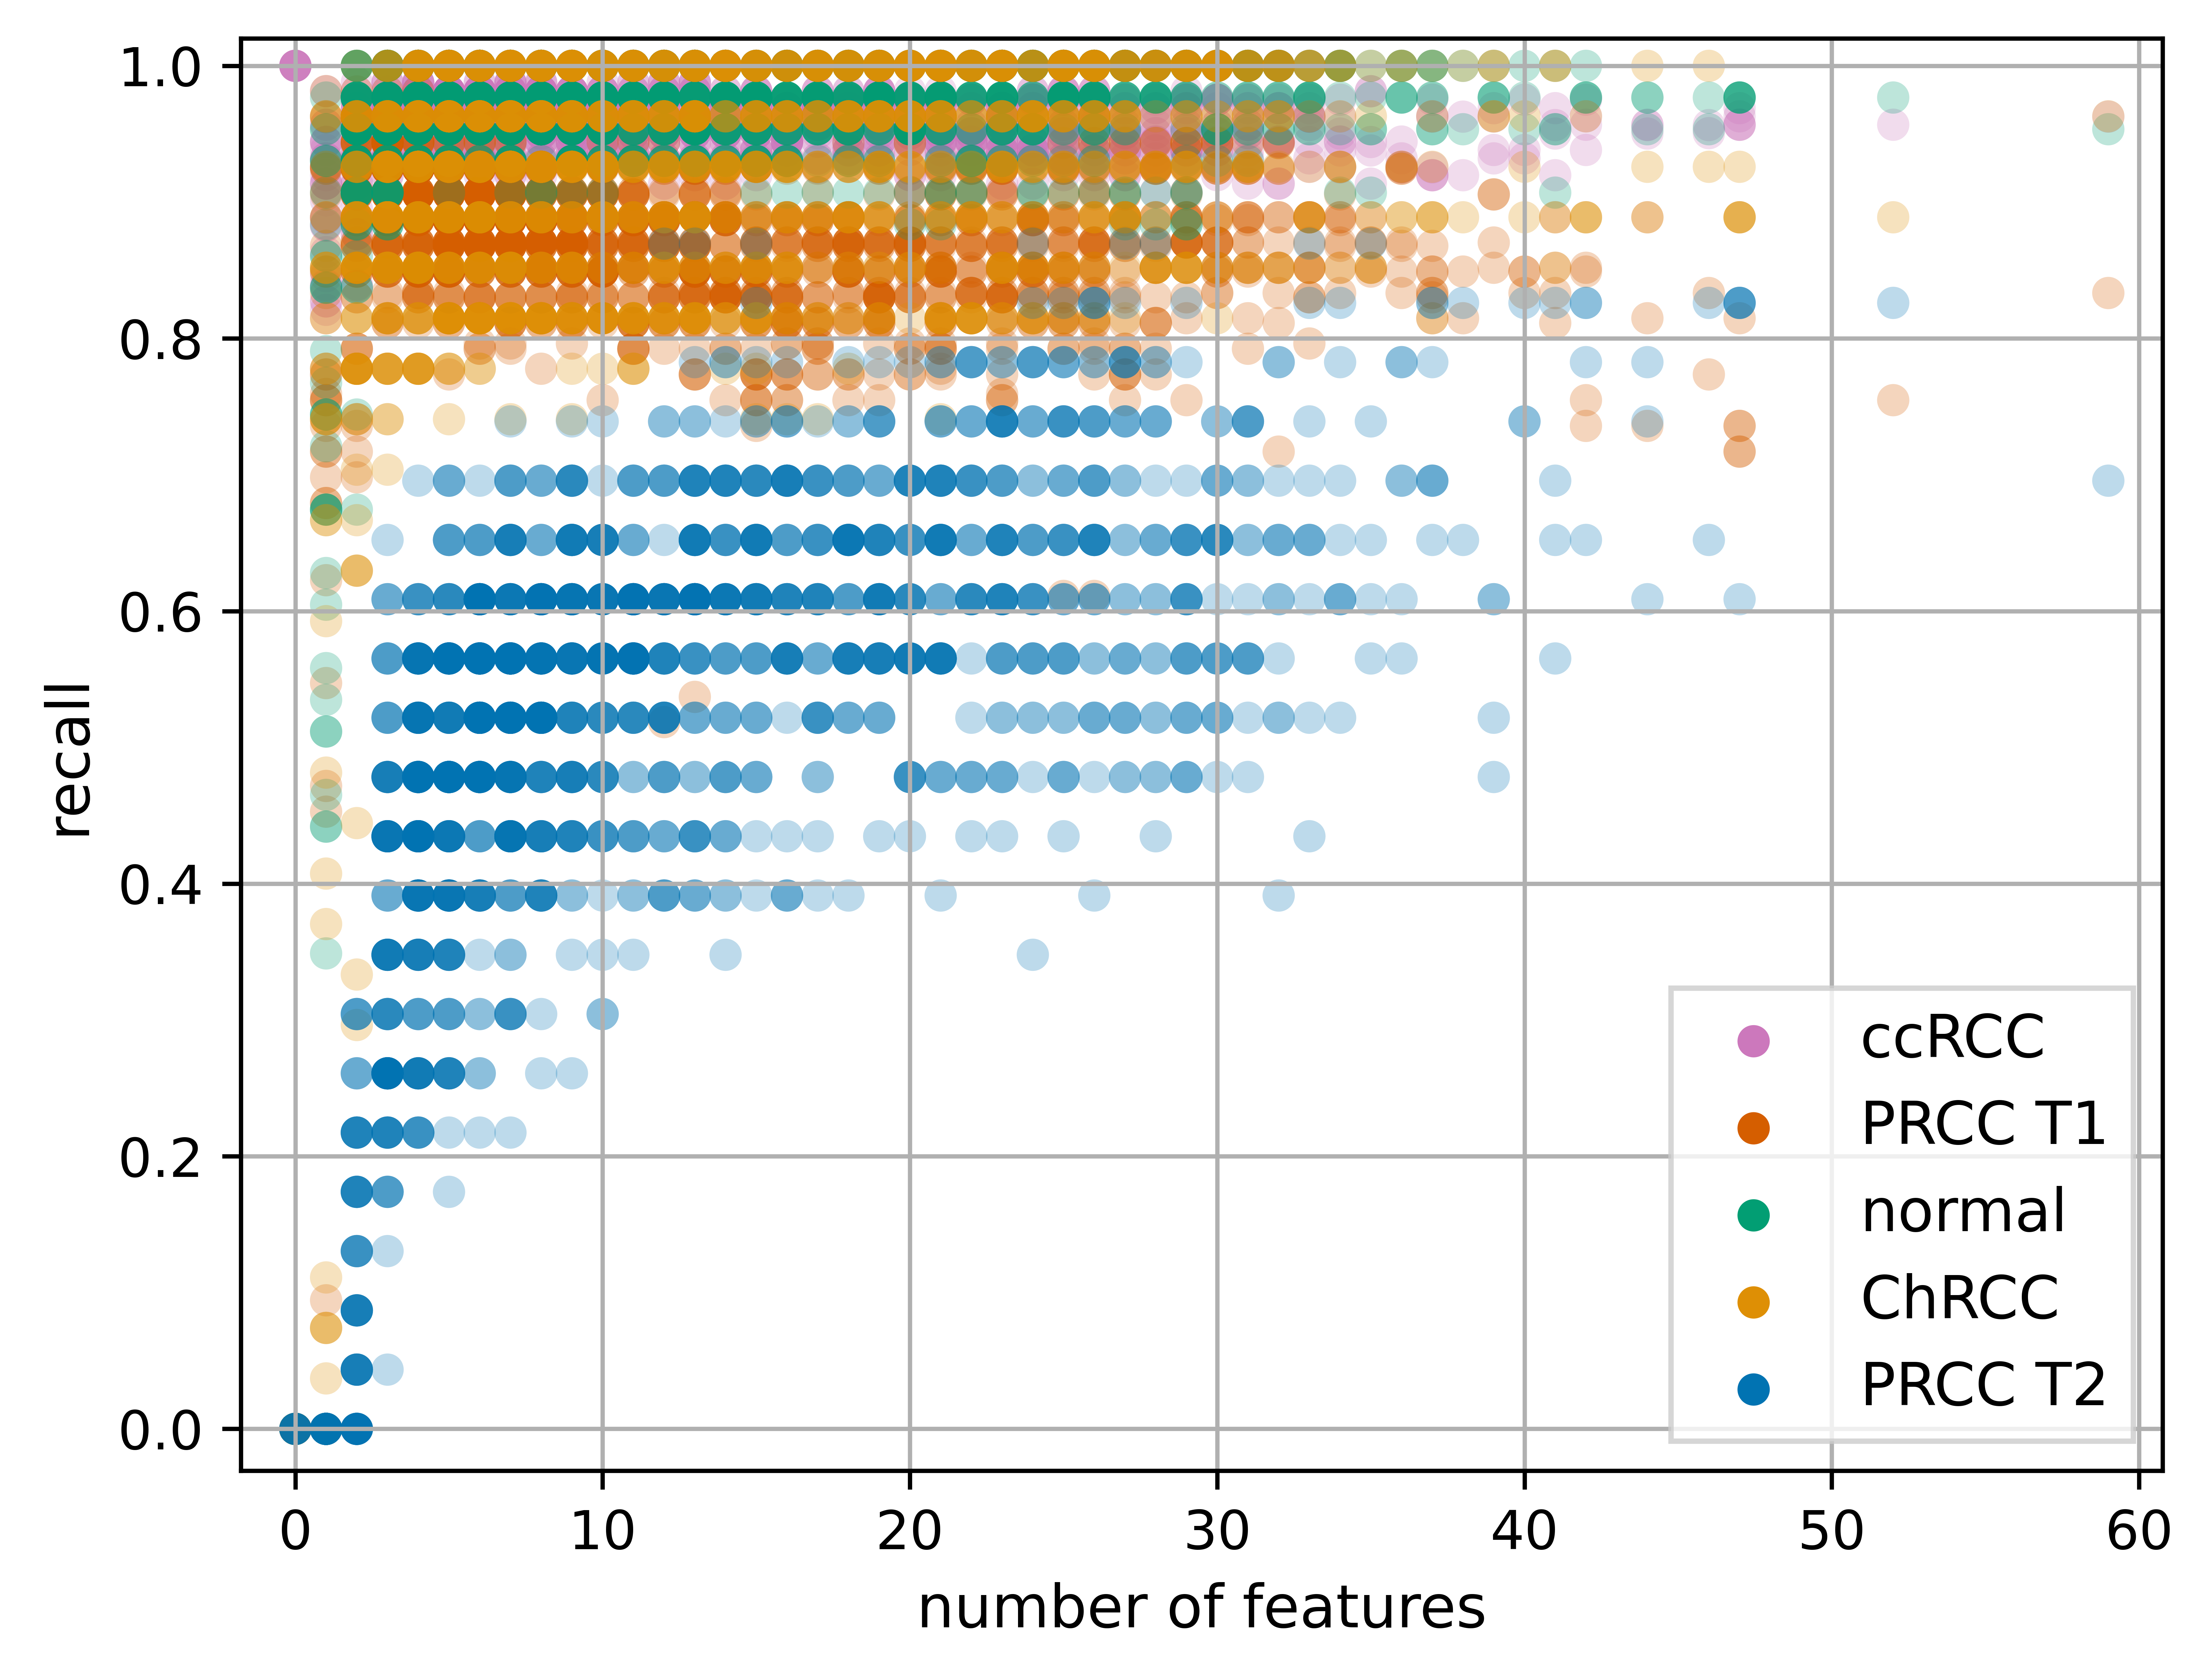 1.0
0.8
0.6
0.4
0.2
0.0
recall
0 10 20 30 40 50 60
number of features
ccRCC
PRCC T1
normal
ChRCC
PRCC T2